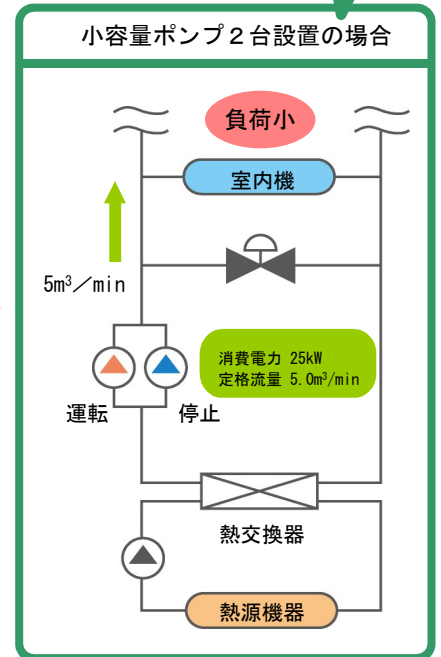 小容量ポンプ２台設置の場合
負荷小
室内機
5m³／min
消費電力 25kW
定格流量 5.0m³/min
運転
停止
熱交換器
熱源機器